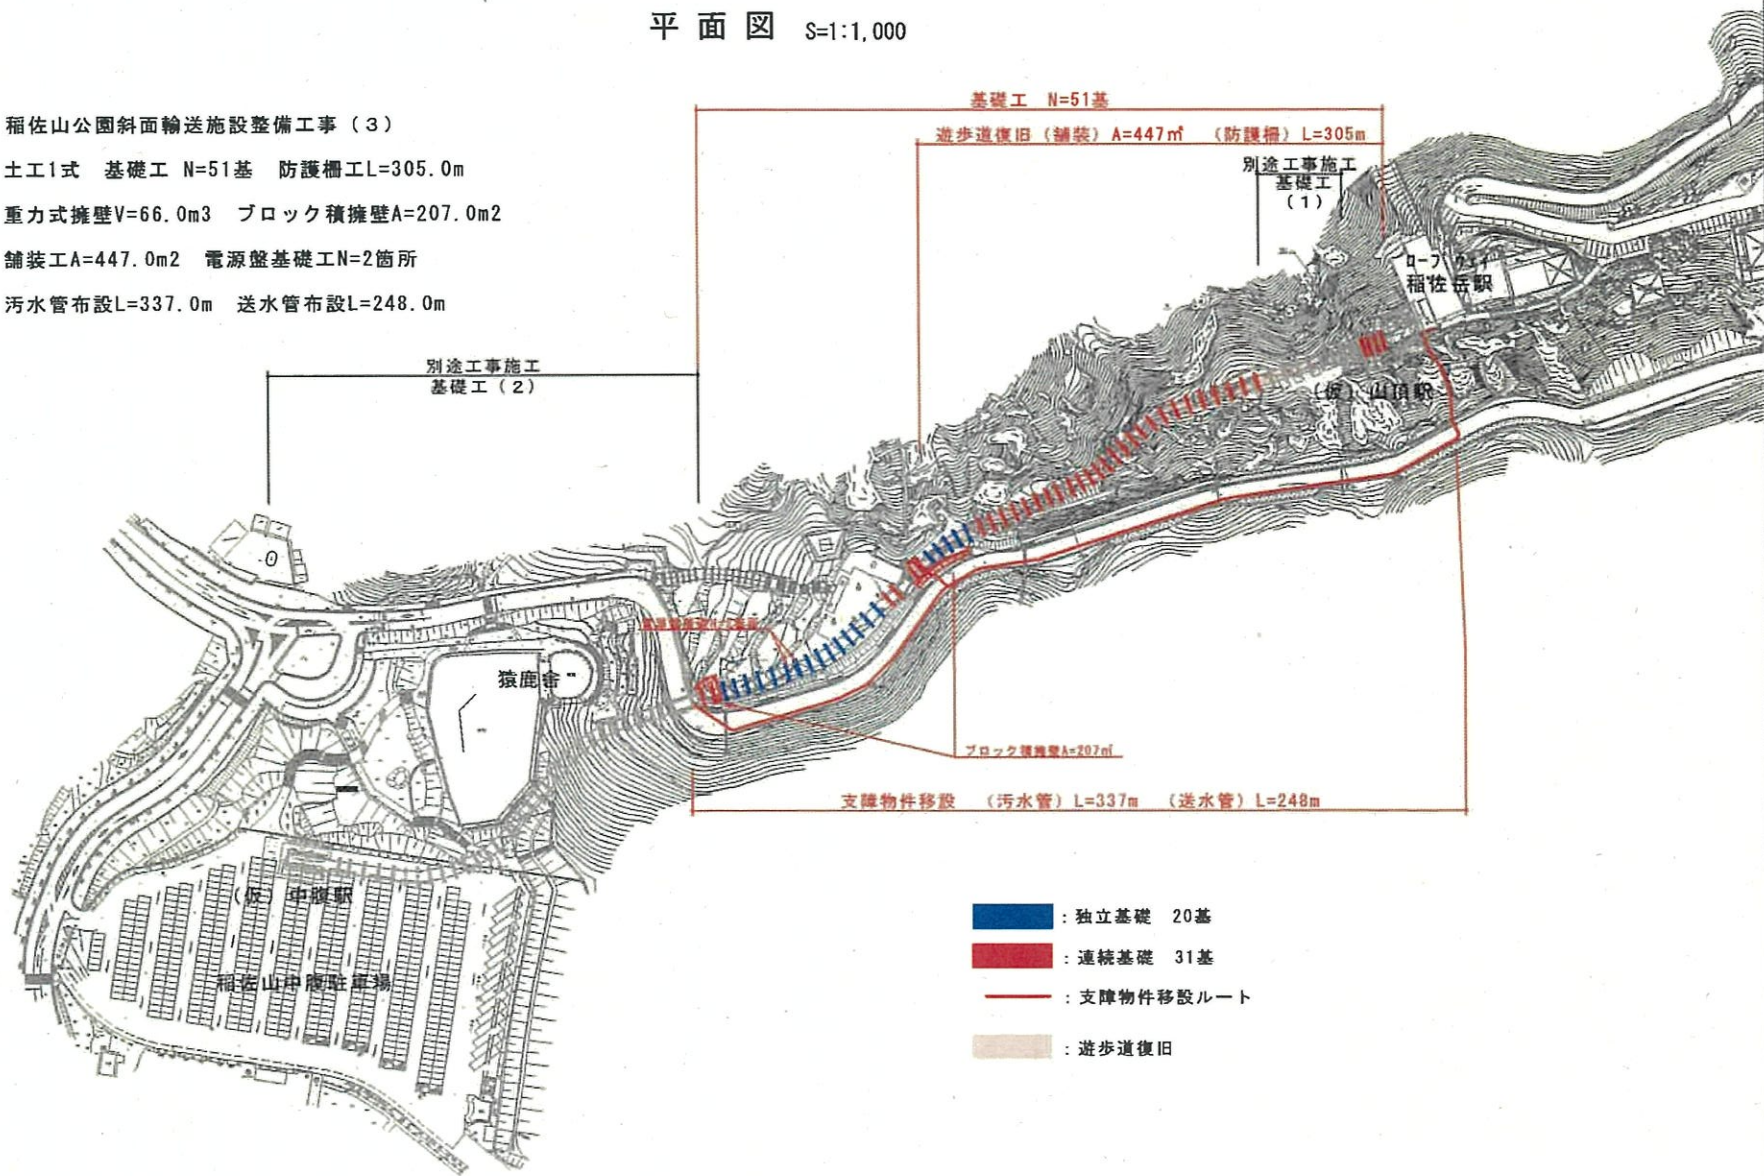 平面図 S=1:1,000
稲佐山公園斜面輸送施設整備工事（3）
土工1式 基礎工 N=51基 防護柵工L=305.0m
重力式擁壁V=66.0m3 ブロック積擁壁A=207.0m2
舗装工A=447.0m2 電源盤基礎工N=2箇所
汚水管布設L=337.0m 送水管布設L=248.0m
基礎工 N=51基
遊歩道復旧（舗装）A=447㎡ （防護柵）L=305m
別途工事施工
基礎工
（1）
ロープウェイ
稲佐岳駅
別途工事施工
基礎工（2）
（仮）山頂駅
猿鹿舎
ブロック積擁壁A=207㎡
支障物件移設 （汚水管）L=337m （送水管）L=248m
（仮）中腹駅
稲佐山中腹駐車場
：独立基礎 20基
：連続基礎 31基
：支障物件移設ルート
：遊歩道復旧